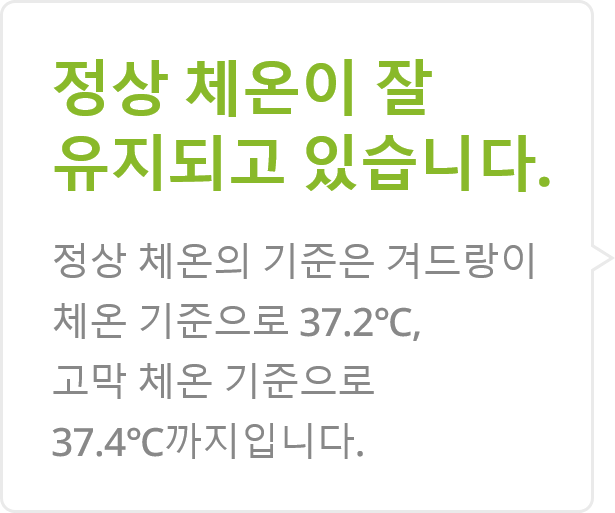 정상 체온이 잘
유지되고 있습니다.
정상 체온의 기준은 겨드랑이
체온 기준으로 37.2℃,
고막 체온 기준으로
37.4℃까지입니다.